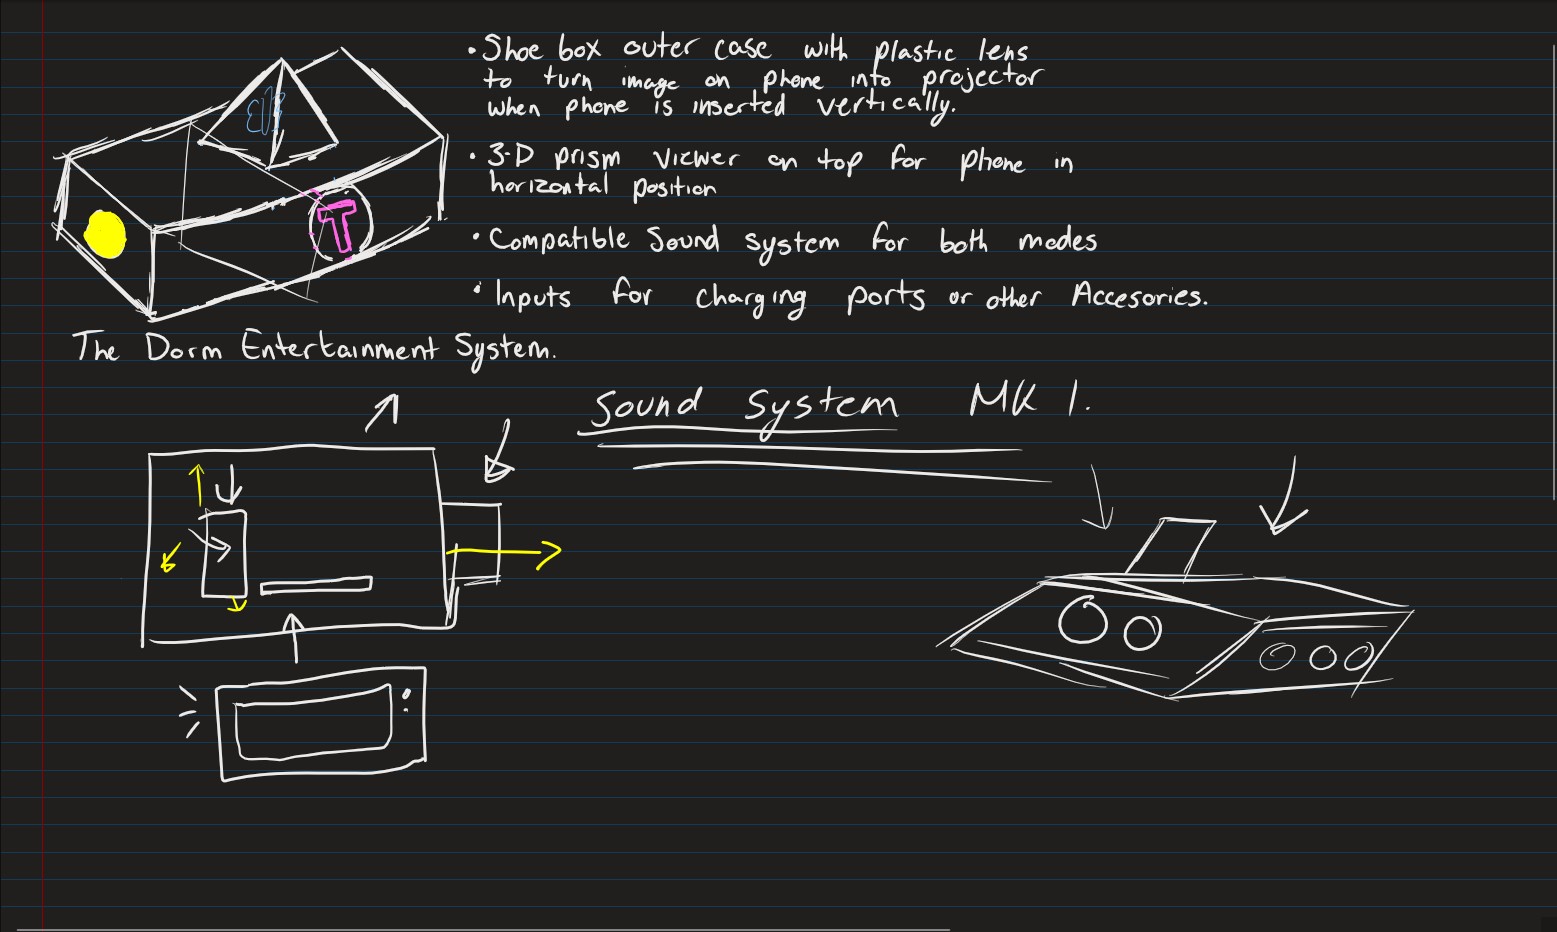 • Shoe box outer case with plastic lens
to turn image on phone into projector
when phone is inserted vertically.
• 3-D prism viewer on top for phone in
horizontal position
• Compatible Sound system for both modes
• Inputs for charging ports or other Accesories.
T
The Dorm Entertainment System.
Sound System MK 1.